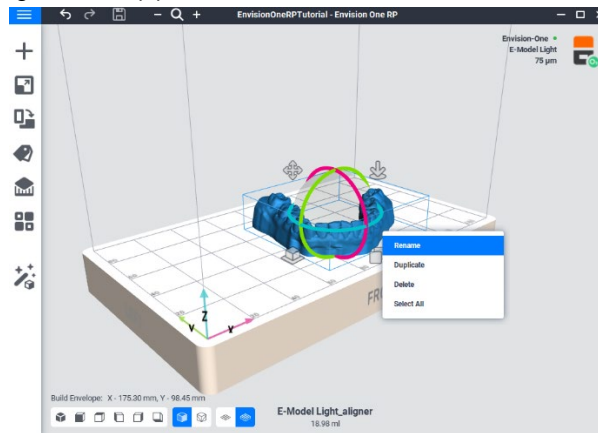 EnvisionOneRPTutorial - Envision One RP
Envision-One
E-Model Light
75 µm
Rename
Duplicate
Delete
Select All
FR
Z
Y
X
Build Envelope: X - 175.30 mm, Y - 98.45 mm
E-Model Light_aligner
18.98 ml